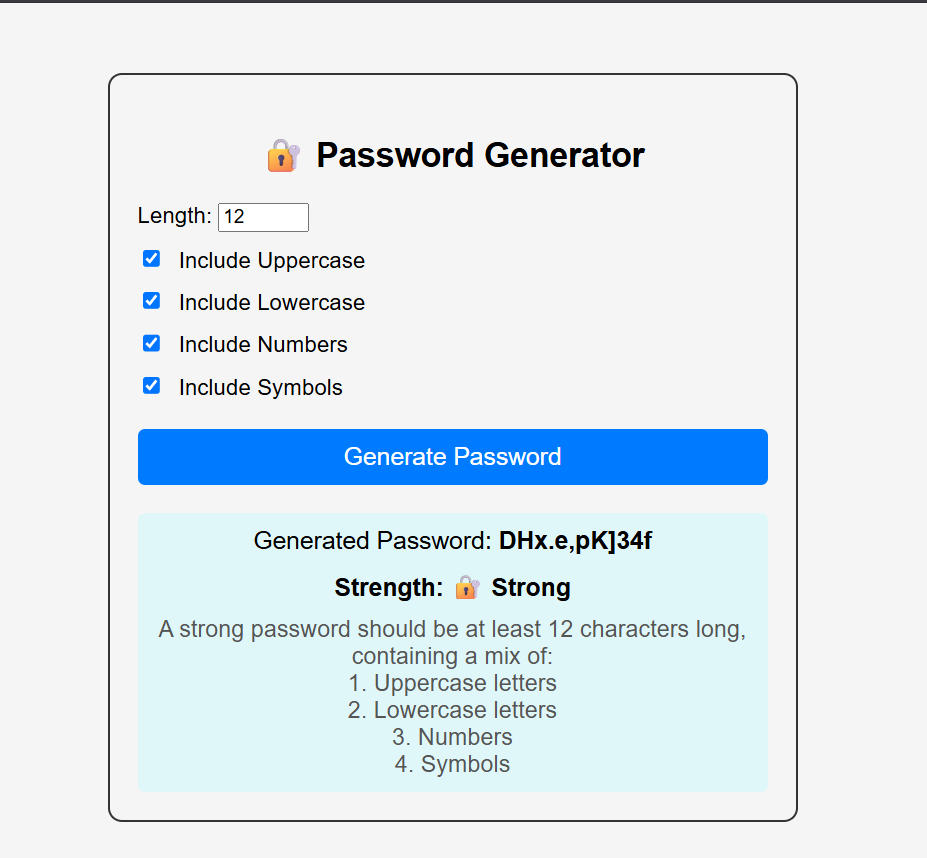 🔐 Password Generator
Length: 12
Include Uppercase
Include Lowercase
Include Numbers
Include Symbols
Generate Password
Generated Password: DHx.e,pK]34f
Strength: 🔐 Strong
A strong password should be at least 12 characters long,
containing a mix of:
1. Uppercase letters
2. Lowercase letters
3. Numbers
4. Symbols